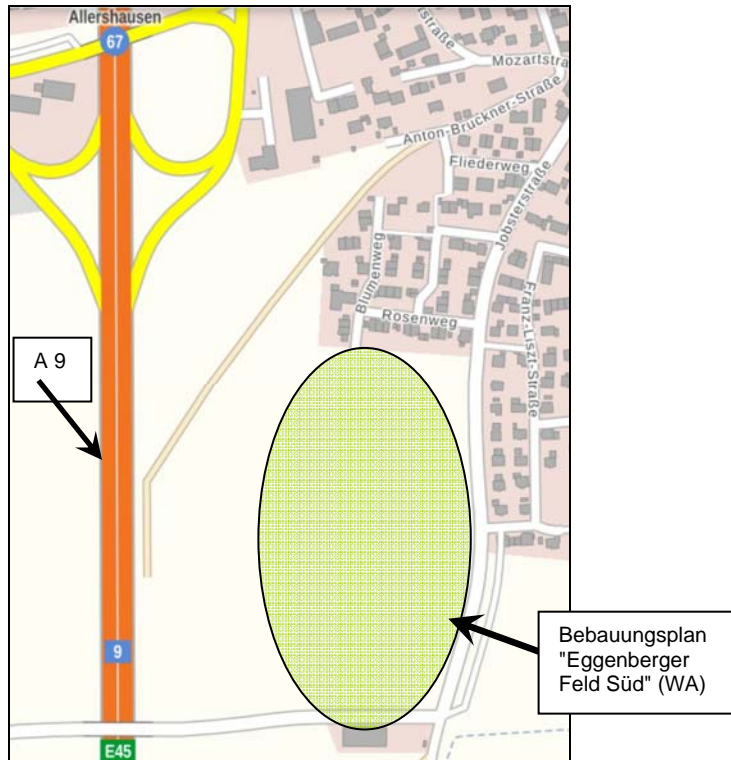 Allershausen
67
straße
Mozartstra
Anton-Bruckner-Straße
Fliederweg
Jobsterstraße
Blumenweg
Rosenweg
Franz-Liszt-Straße
A 9
9
Bebauungsplan
"Eggenberger
Feld Süd" (WA)
E45